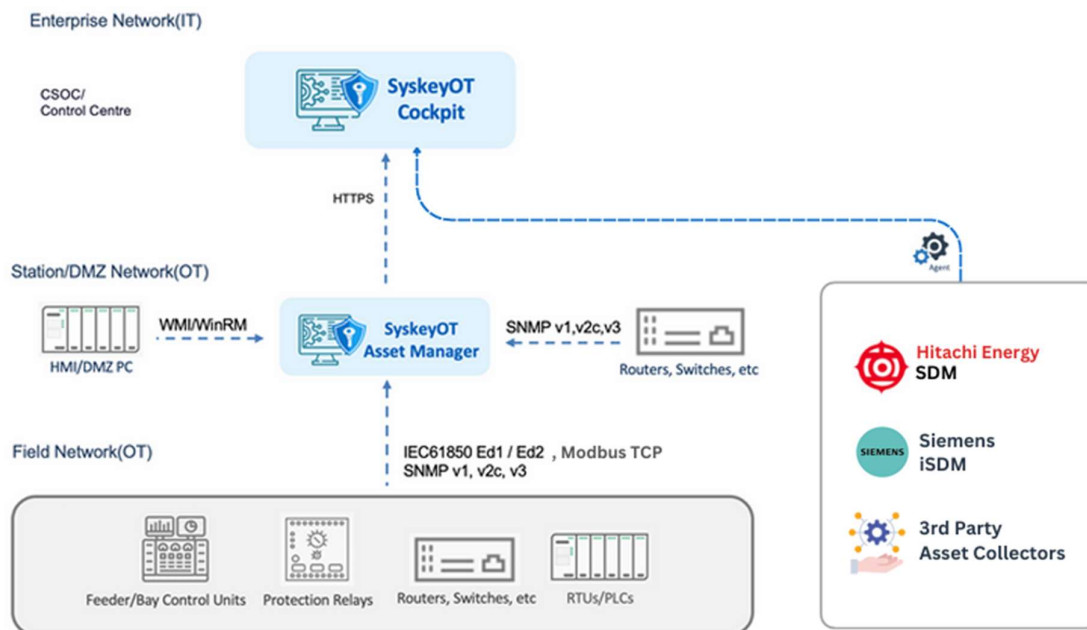 Enterprise Network(IT)
CSOC/
Control Centre
SyskeyOT
Cockpit
HTTPS
Agent
Station/DMZ Network(OT)
HMI/DMZ PC
WMI/WinRM
SyskeyOT
Asset Manager
SNMP v1,v2c,v3
Routers, Switches, etc
Field Network(OT)
IEC61850 Ed1 / Ed2 , Modbus TCP
SNMP v1, v2c, v3
Feeder/Bay Control Units
Protection Relays
Routers, Switches, etc
RTUs/PLCs
Hitachi Energy
SDM
SIEMENS
Siemens
iSDM
3rd Party
Asset Collectors